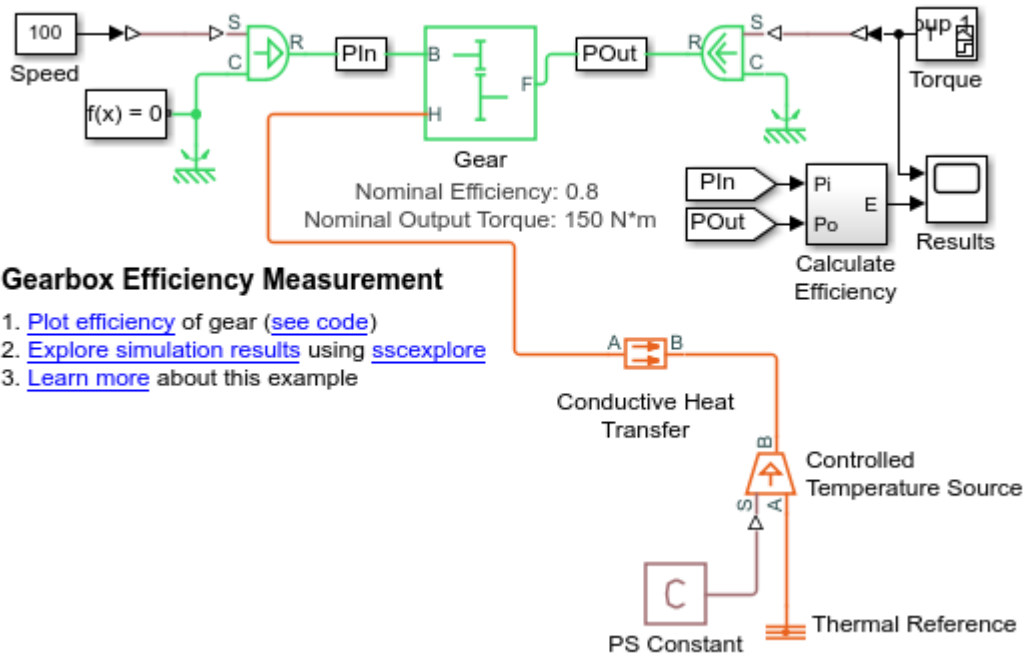 100
Speed
f(x) = 0
S
C
R
PIn
B
H
F
Gear
POut
R
S
C
oup 1
Torque
Nominal Efficiency: 0.8
Nominal Output Torque: 150 N*m
PIn
POut
Pi
Po
E
Calculate
Efficiency
Results
Gearbox Efficiency Measurement
1. Plot efficiency of gear (see code)
2. Explore simulation results using sscexplore
3. Learn more about this example
A
B
Conductive Heat
Transfer
B
S
A
Controlled
Temperature Source
C
PS Constant
Thermal Reference